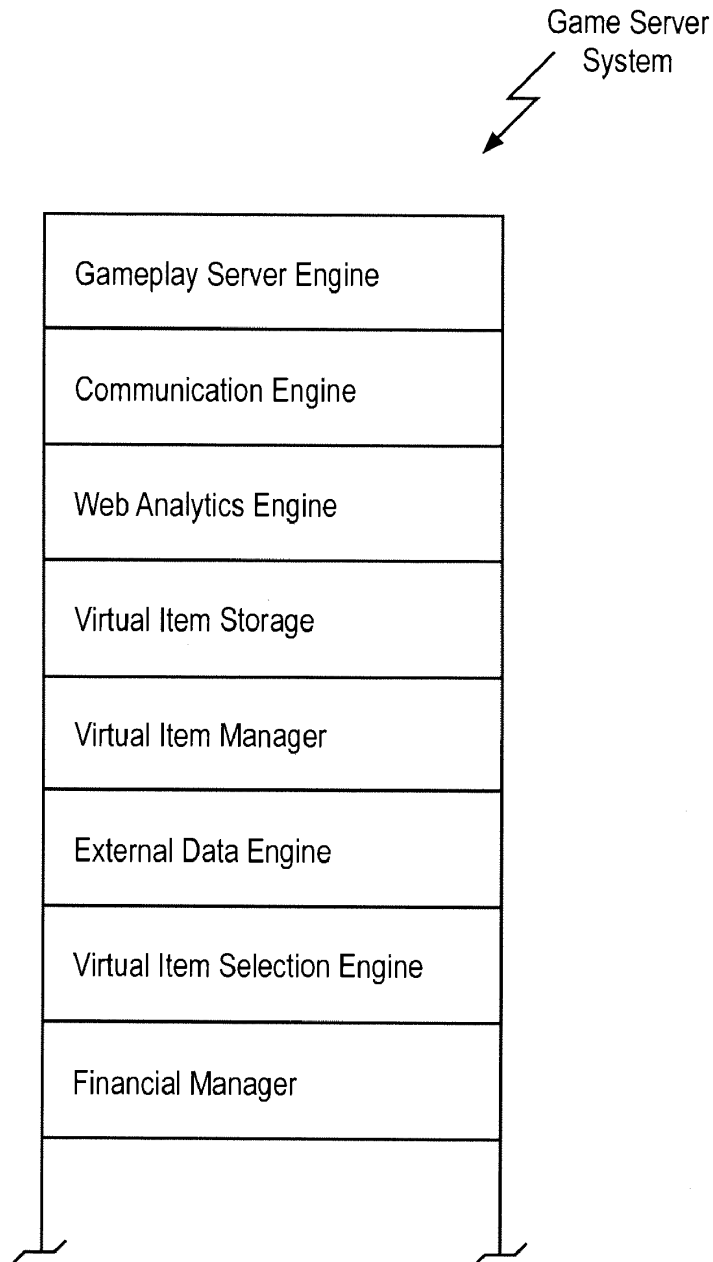 Game Server
System
Gameplay Server Engine
Communication Engine
Web Analytics Engine
Virtual Item Storage
Virtual Item Manager
External Data Engine
Virtual Item Selection Engine
Financial Manager